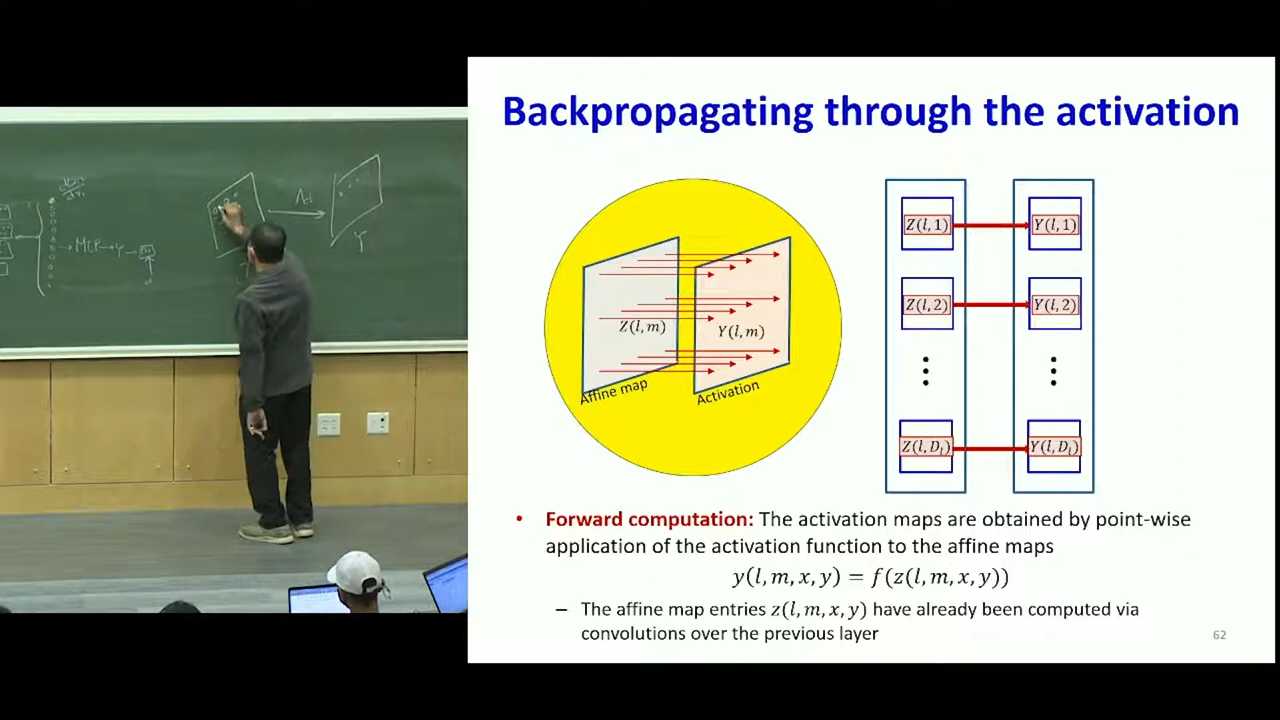 MLP → Y →
Act
Y
Backpropagating through the activation
Z(l, m)
Y(l, m)
Affine map
Activation
Z(l, 1)
Y(l, 1)
Z(l, 2)
Y(l, 2)
⋮
⋮
Z(l, D_l)
Y(l, D_l)
• Forward computation: The activation maps are obtained by point-wise
application of the activation function to the affine maps
y(l, m, x, y) = f(z(l, m, x, y))
– The affine map entries z(l, m, x, y) have already been computed via
convolutions over the previous layer
62